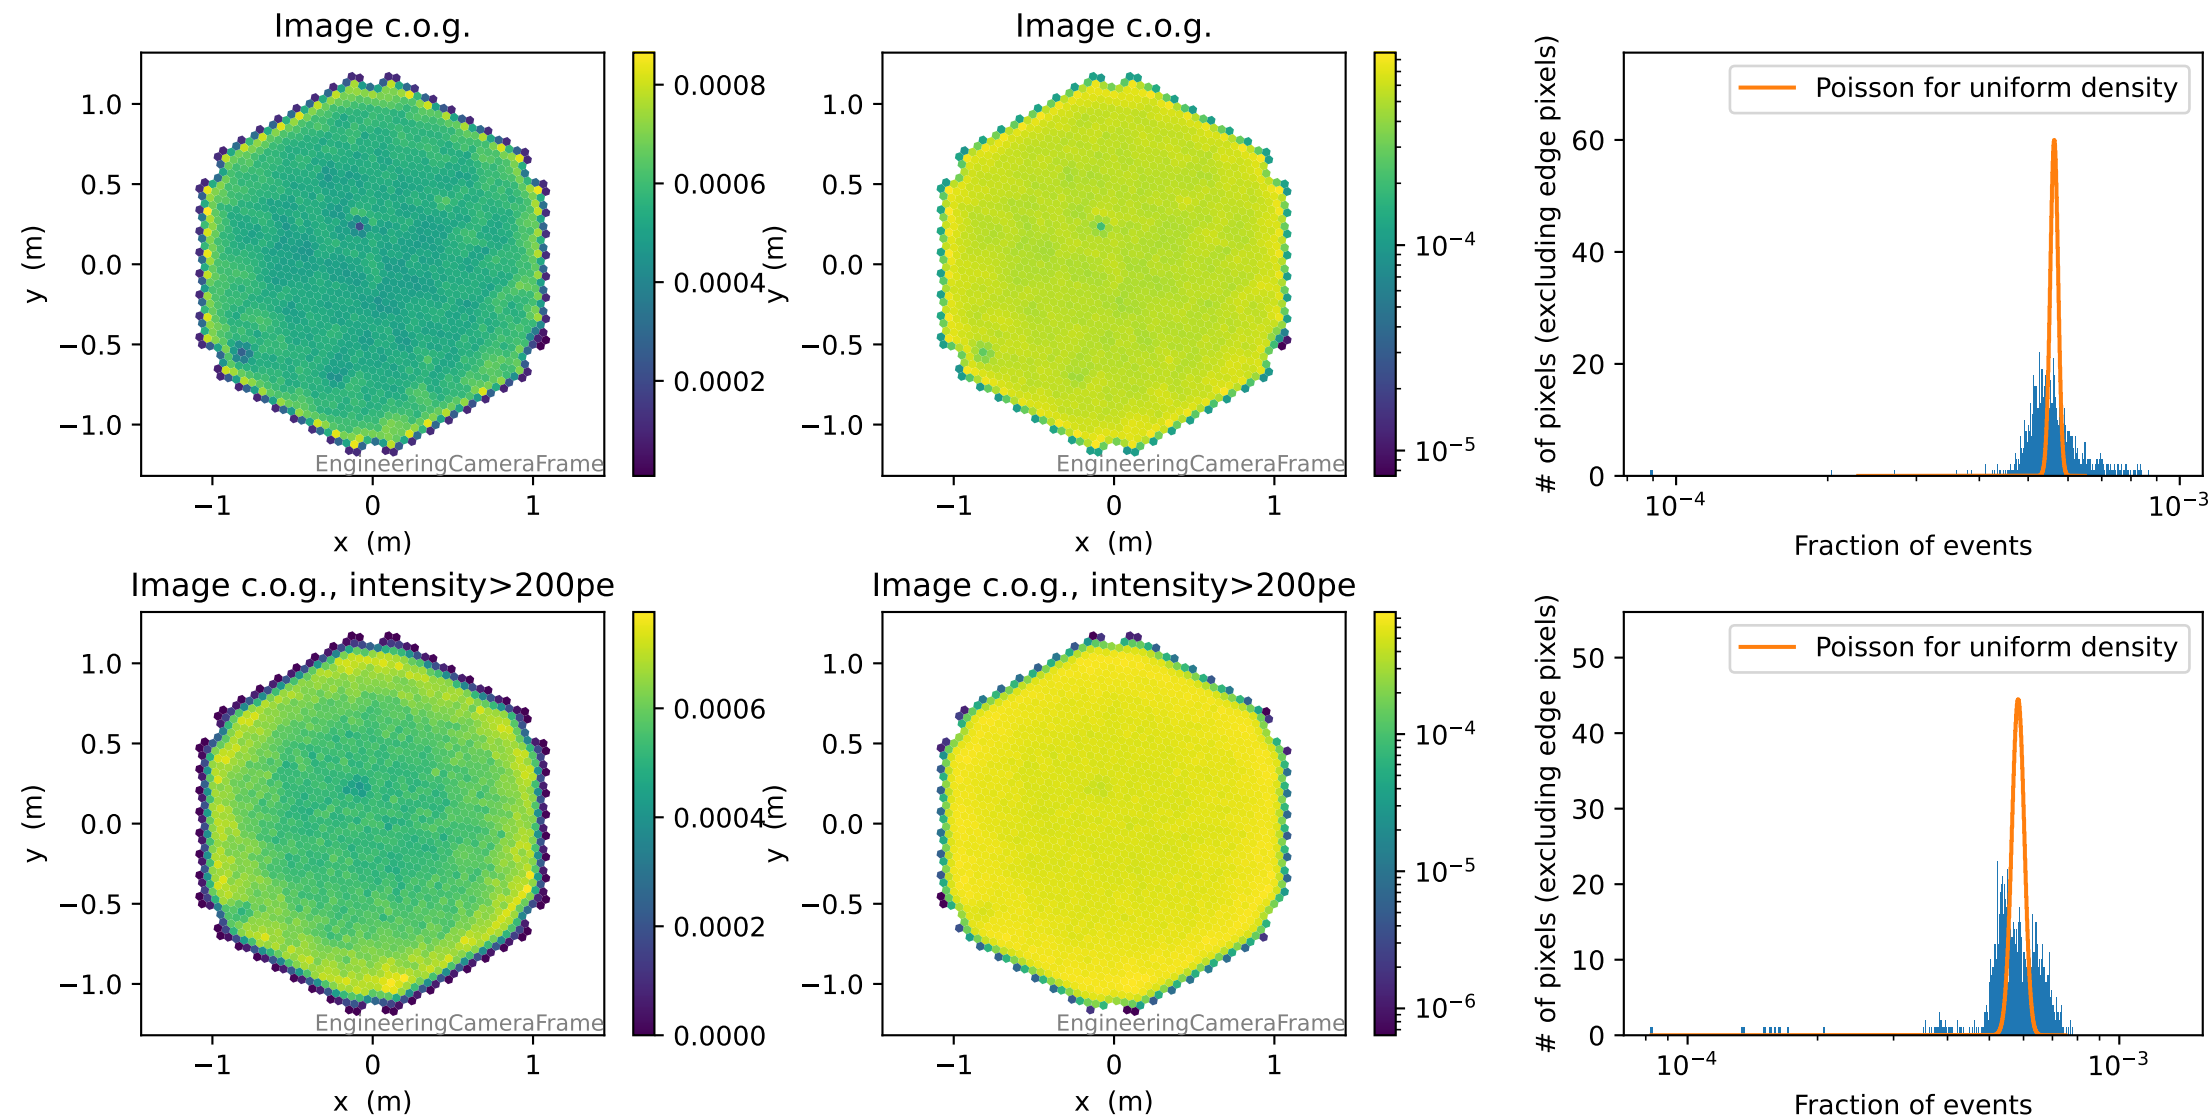 Image c.o.g.
Image c.o.g.
1.0
0.5
0.0
−0.5
−1.0
y (m)
−1
0
1
x (m)
EngineeringCameraFrame
0.0008
0.0006
0.0004
0.0002
1.0
0.5
0.0
−0.5
−1.0
y (m)
−1
0
1
x (m)
EngineeringCameraFrame
10⁻⁴
10⁻⁵
# of pixels (excluding edge pixels)
60
40
20
0
Poisson for uniform density
10⁻⁴
10⁻³
Fraction of events
Image c.o.g., intensity>200pe
Image c.o.g., intensity>200pe
1.0
0.5
0.0
−0.5
−1.0
y (m)
−1
0
1
x (m)
EngineeringCameraFrame
0.0006
0.0004
0.0002
0.0000
1.0
0.5
0.0
−0.5
−1.0
y (m)
−1
0
1
x (m)
EngineeringCameraFrame
10⁻⁴
10⁻⁵
10⁻⁶
# of pixels (excluding edge pixels)
50
40
30
20
10
0
Poisson for uniform density
10⁻⁴
10⁻³
Fraction of events